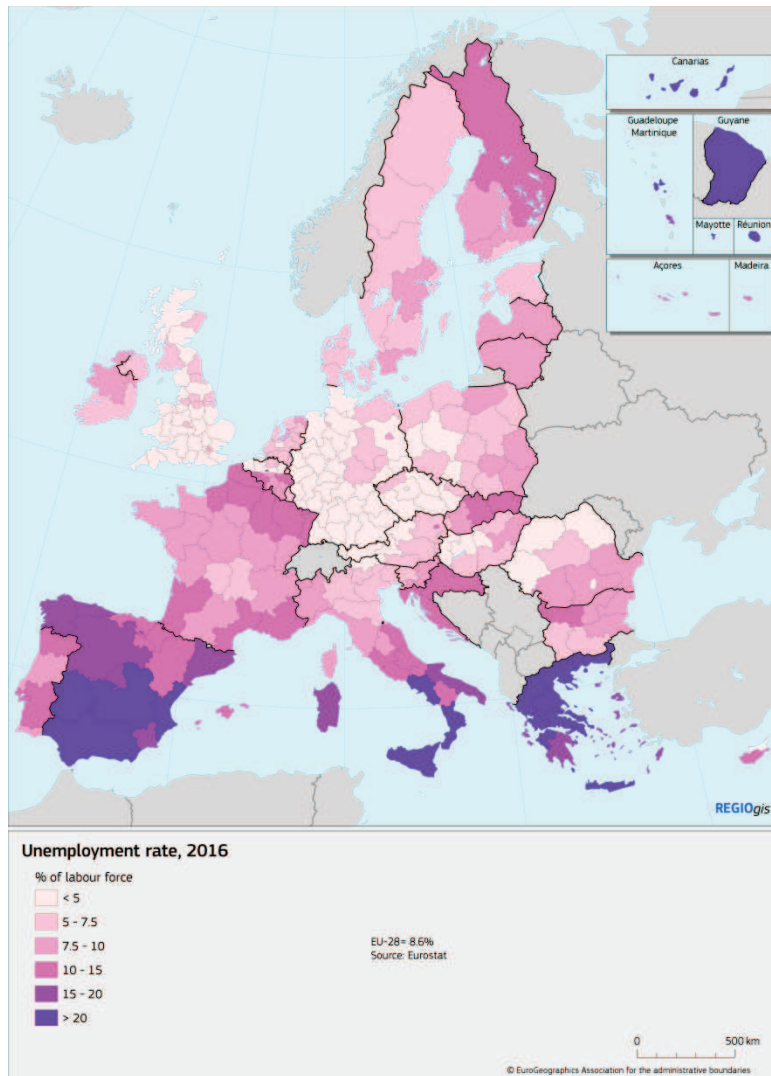 Canarias
Guadeloupe
Martinique
Guyane
Mayotte
Réunion
Açores
Madeira
REGIOgis
Unemployment rate, 2016
% of labour force
< 5
5 - 7.5
7.5 - 10
10 - 15
15 - 20
> 20
EU-28= 8.6%
Source: Eurostat
0
500 km
© EuroGeographics Association for the administrative boundaries